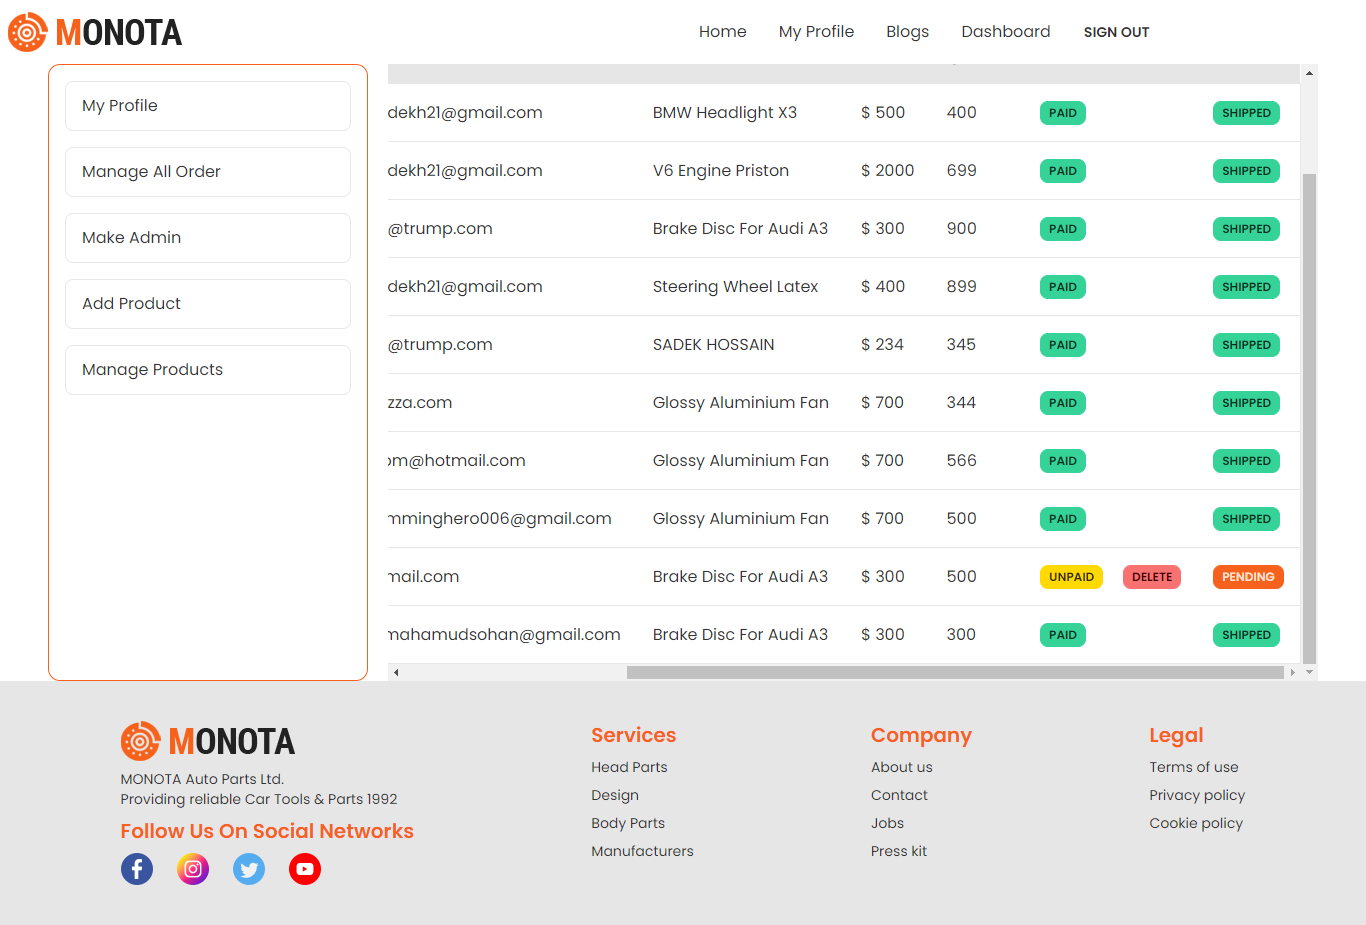 MONOTA
Home My Profile Blogs Dashboard SIGN OUT
My Profile
Manage All Order
Make Admin
Add Product
Manage Products
dekh21@gmail.com BMW Headlight X3 $ 500 400 PAID SHIPPED
dekh21@gmail.com V6 Engine Priston $ 2000 699 PAID SHIPPED
@trump.com Brake Disc For Audi A3 $ 300 900 PAID SHIPPED
dekh21@gmail.com Steering Wheel Latex $ 400 899 PAID SHIPPED
@trump.com SADEK HOSSAIN $ 234 345 PAID SHIPPED
zza.com Glossy Aluminium Fan $ 700 344 PAID SHIPPED
om@hotmail.com Glossy Aluminium Fan $ 700 566 PAID SHIPPED
mminghero006@gmail.com Glossy Aluminium Fan $ 700 500 PAID SHIPPED
mail.com Brake Disc For Audi A3 $ 300 500 UNPAID DELETE PENDING
mahamudsohan@gmail.com Brake Disc For Audi A3 $ 300 300 PAID SHIPPED
MONOTA
MONOTA Auto Parts Ltd.
Providing reliable Car Tools & Parts 1992
Follow Us On Social Networks
Services
Head Parts
Design
Body Parts
Manufacturers
Company
About us
Contact
Jobs
Press kit
Legal
Terms of use
Privacy policy
Cookie policy